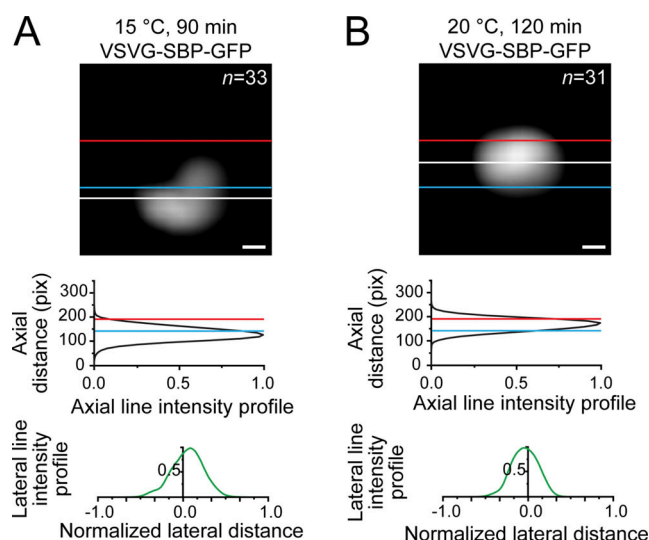 A
15 °C, 90 min
VSVG-SBP-GFP
n=33
Axial
distance (pix)
300
200
100
0
0.0
0.5
1.0
Axial line intensity profile
Lateral line
intensity
profile
0.5
-1.0
0.0
1.0
Normalized lateral distance
B
20 °C, 120 min
VSVG-SBP-GFP
n=31
Axial
distance (pix)
300
200
100
0
0.0
0.5
1.0
Axial line intensity profile
Lateral line
intensity
profile
0.5
-1.0
0.0
1.0
Normalized lateral distance